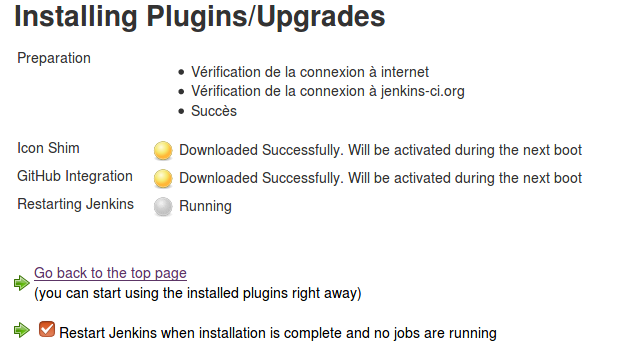 Installing Plugins/Upgrades
Preparation
Vérification de la connexion à internet
Vérification de la connexion à jenkins-ci.org
Succès
Icon Shim Downloaded Successfully. Will be activated during the next boot
GitHub Integration Downloaded Successfully. Will be activated during the next boot
Restarting Jenkins Running
Go back to the top page
(you can start using the installed plugins right away)
Restart Jenkins when installation is complete and no jobs are running